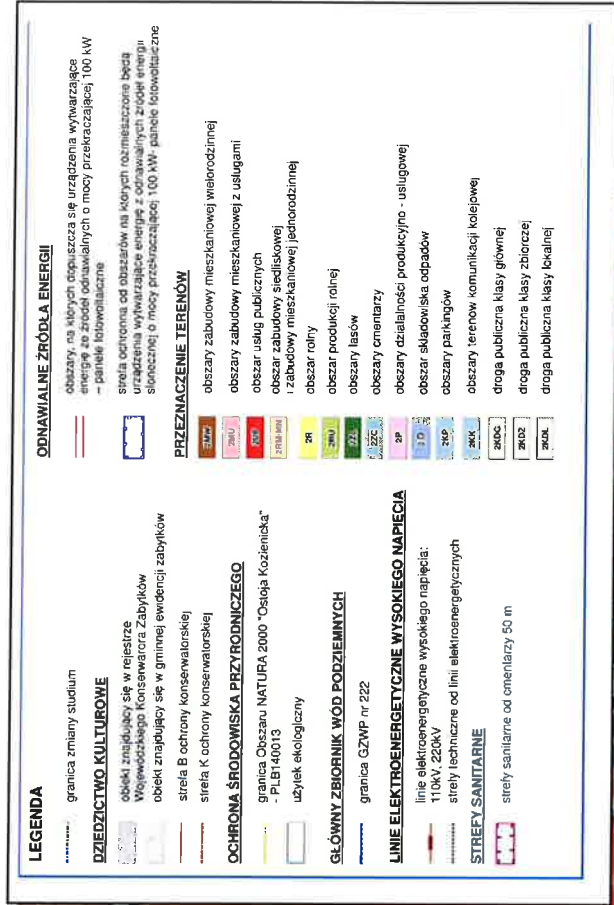 LEGENDA
granica zmiany studium
DZIEDZICTWO KULTUROWE
obiekt znajdujący się w rejestrze
Wojewódzkiego Konserwarora Zabytków
obiekt znajdujący się w gminnej ewidencji zabytków
strefa B ochrony konserwatorskiej
strefa K ochrony konserwatorskiej
OCHRONA ŚRODOWISKA PRZYRODNICZEGO
granica Obszaru NATURA 2000 "Ostoja Kozienicka"
- PLB140013
użytek ekologiczny
GŁÓWNY ZBIORNIK WÓD PODZIEMNYCH
granica GZWP nr 222
LINIE ELEKTROENERGETYCZNE WYSOKIEGO NAPIĘCIA
linie elektroenergetyczne wysokiego napięcia:
110kV, 220kV
strefy techniczne od linii elektroenergetycznych
STREFY SANITARNE
strefy sanitarne od cmentarzy 50 m
ODNAWIALNE ŹRÓDŁA ENERGII
obszary, na których dopuszcza się urządzenia wytwarzające
energię ze źródeł odnawialnych o mocy przekraczającej 100 kW
– panele fotowoltaiczne
strefa ochronna od obszarów na których rozmieszczone będą
urządzenia wytwarzające energię z odnawialnych źródeł energii
słonecznej o mocy przekraczającej 100 kW- panele fotowoltaiczne
PRZEZNACZENIE TERENÓW
2MW obszary zabudowy mieszkaniowej wielorodzinnej
2MU obszary zabudowy mieszkaniowej z usługami
obszar usług publicznych
2RM-MN obszar zabudowy siedliskowej
i zabudowy mieszkaniowej jednorodzinnej
2R obszar rolny
2RU obszar produkcji rolnej
2ZL obszary lasów
2ZC obszary cmentarzy
2P obszary działalności produkcyjno - usługowej
obszar składowiska odpadów
2KP obszary parkingów
2KK obszary terenów komunikacji kolejowej
2KDG droga publiczna klasy głównej
2KDZ droga publiczna klasy zbiorczej
2KDL droga publiczna klasy lokalnej